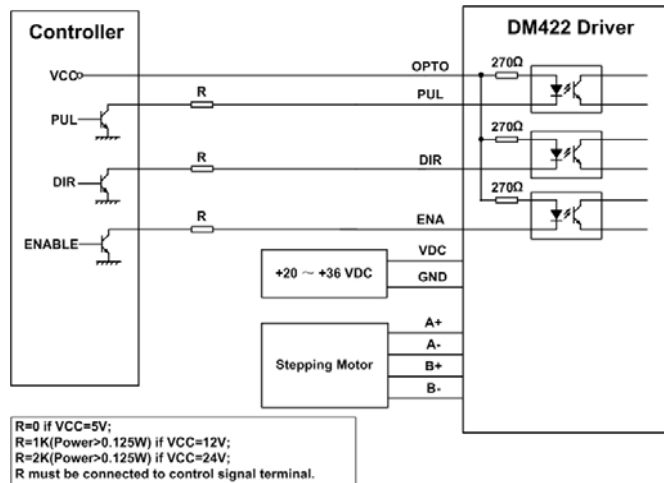 Controller
DM422 Driver
VCC
OPTO
270Ω
R
PUL
PUL
270Ω
R
DIR
DIR
270Ω
R
ENA
ENABLE
VDC
+20 ~ +36 VDC
GND
A+
A-
Stepping Motor
B+
B-
R=0 if VCC=5V;
R=1K(Power>0.125W) if VCC=12V;
R=2K(Power>0.125W) if VCC=24V;
R must be connected to control signal terminal.